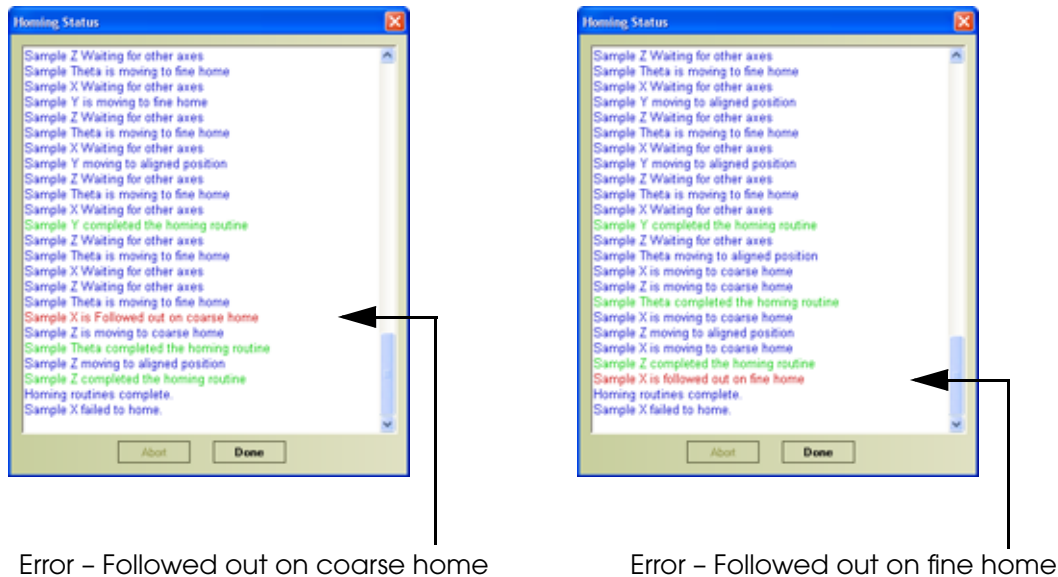 Homing Status
Sample Z Waiting for other axes
Sample Theta is moving to fine home
Sample X Waiting for other axes
Sample Y is moving to fine home
Sample Z Waiting for other axes
Sample Theta is moving to fine home
Sample X Waiting for other axes
Sample Y moving to aligned position
Sample Z Waiting for other axes
Sample Theta is moving to fine home
Sample X Waiting for other axes
Sample Y completed the homing routine
Sample Z Waiting for other axes
Sample Theta is moving to fine home
Sample X Waiting for other axes
Sample Z Waiting for other axes
Sample Theta is moving to fine home
Sample X is Followed out on coarse home
Sample Z is moving to coarse home
Sample Theta completed the homing routine
Sample Z moving to aligned position
Sample Z completed the homing routine
Homing routines complete.
Sample X failed to home.
Abort
Done
Error – Followed out on coarse home
Homing Status
Sample Z Waiting for other axes
Sample Theta is moving to fine home
Sample X Waiting for other axes
Sample Y moving to aligned position
Sample Z Waiting for other axes
Sample Theta is moving to fine home
Sample X Waiting for other axes
Sample Y moving to aligned position
Sample Z Waiting for other axes
Sample Theta is moving to fine home
Sample X Waiting for other axes
Sample Y completed the homing routine
Sample Z Waiting for other axes
Sample Theta moving to aligned position
Sample X is moving to coarse home
Sample Z is moving to coarse home
Sample Theta completed the homing routine
Sample X is moving to coarse home
Sample Z moving to aligned position
Sample X is moving to coarse home
Sample Z completed the homing routine
Sample X is followed out on fine home
Homing routines complete.
Sample X failed to home.
Abort
Done
Error – Followed out on fine home